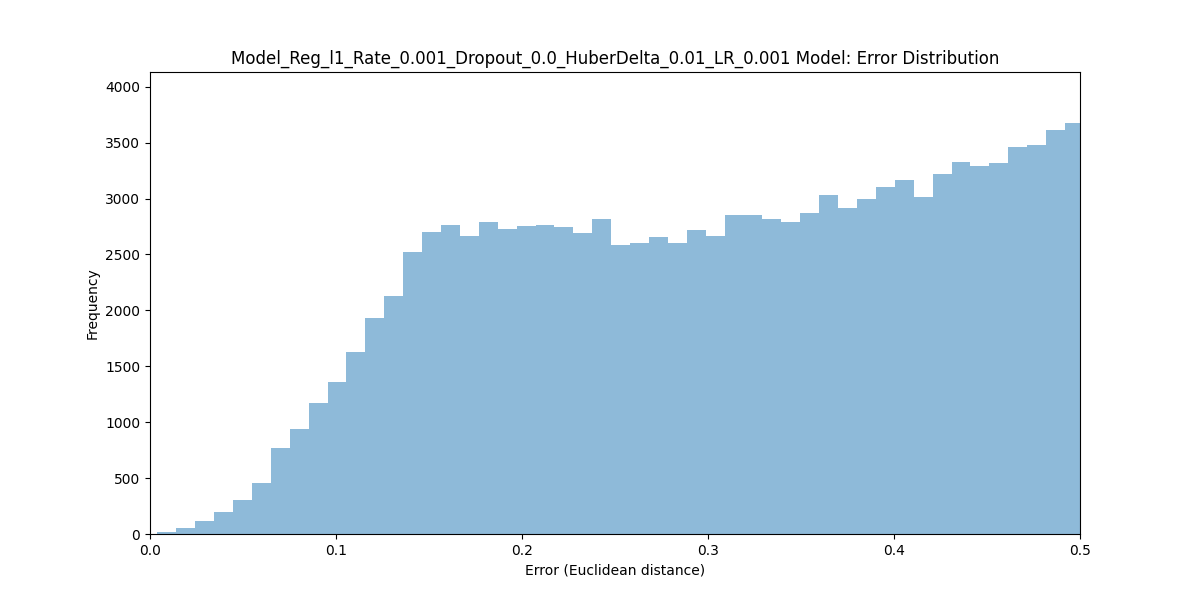 Model_Reg_l1_Rate_0.001_Dropout_0.0_HuberDelta_0.01_LR_0.001 Model: Error Distribution
4000
3500
3000
2500
2000
1500
1000
500
0
Frequency
0.0 0.1 0.2 0.3 0.4 0.5
Error (Euclidean distance)